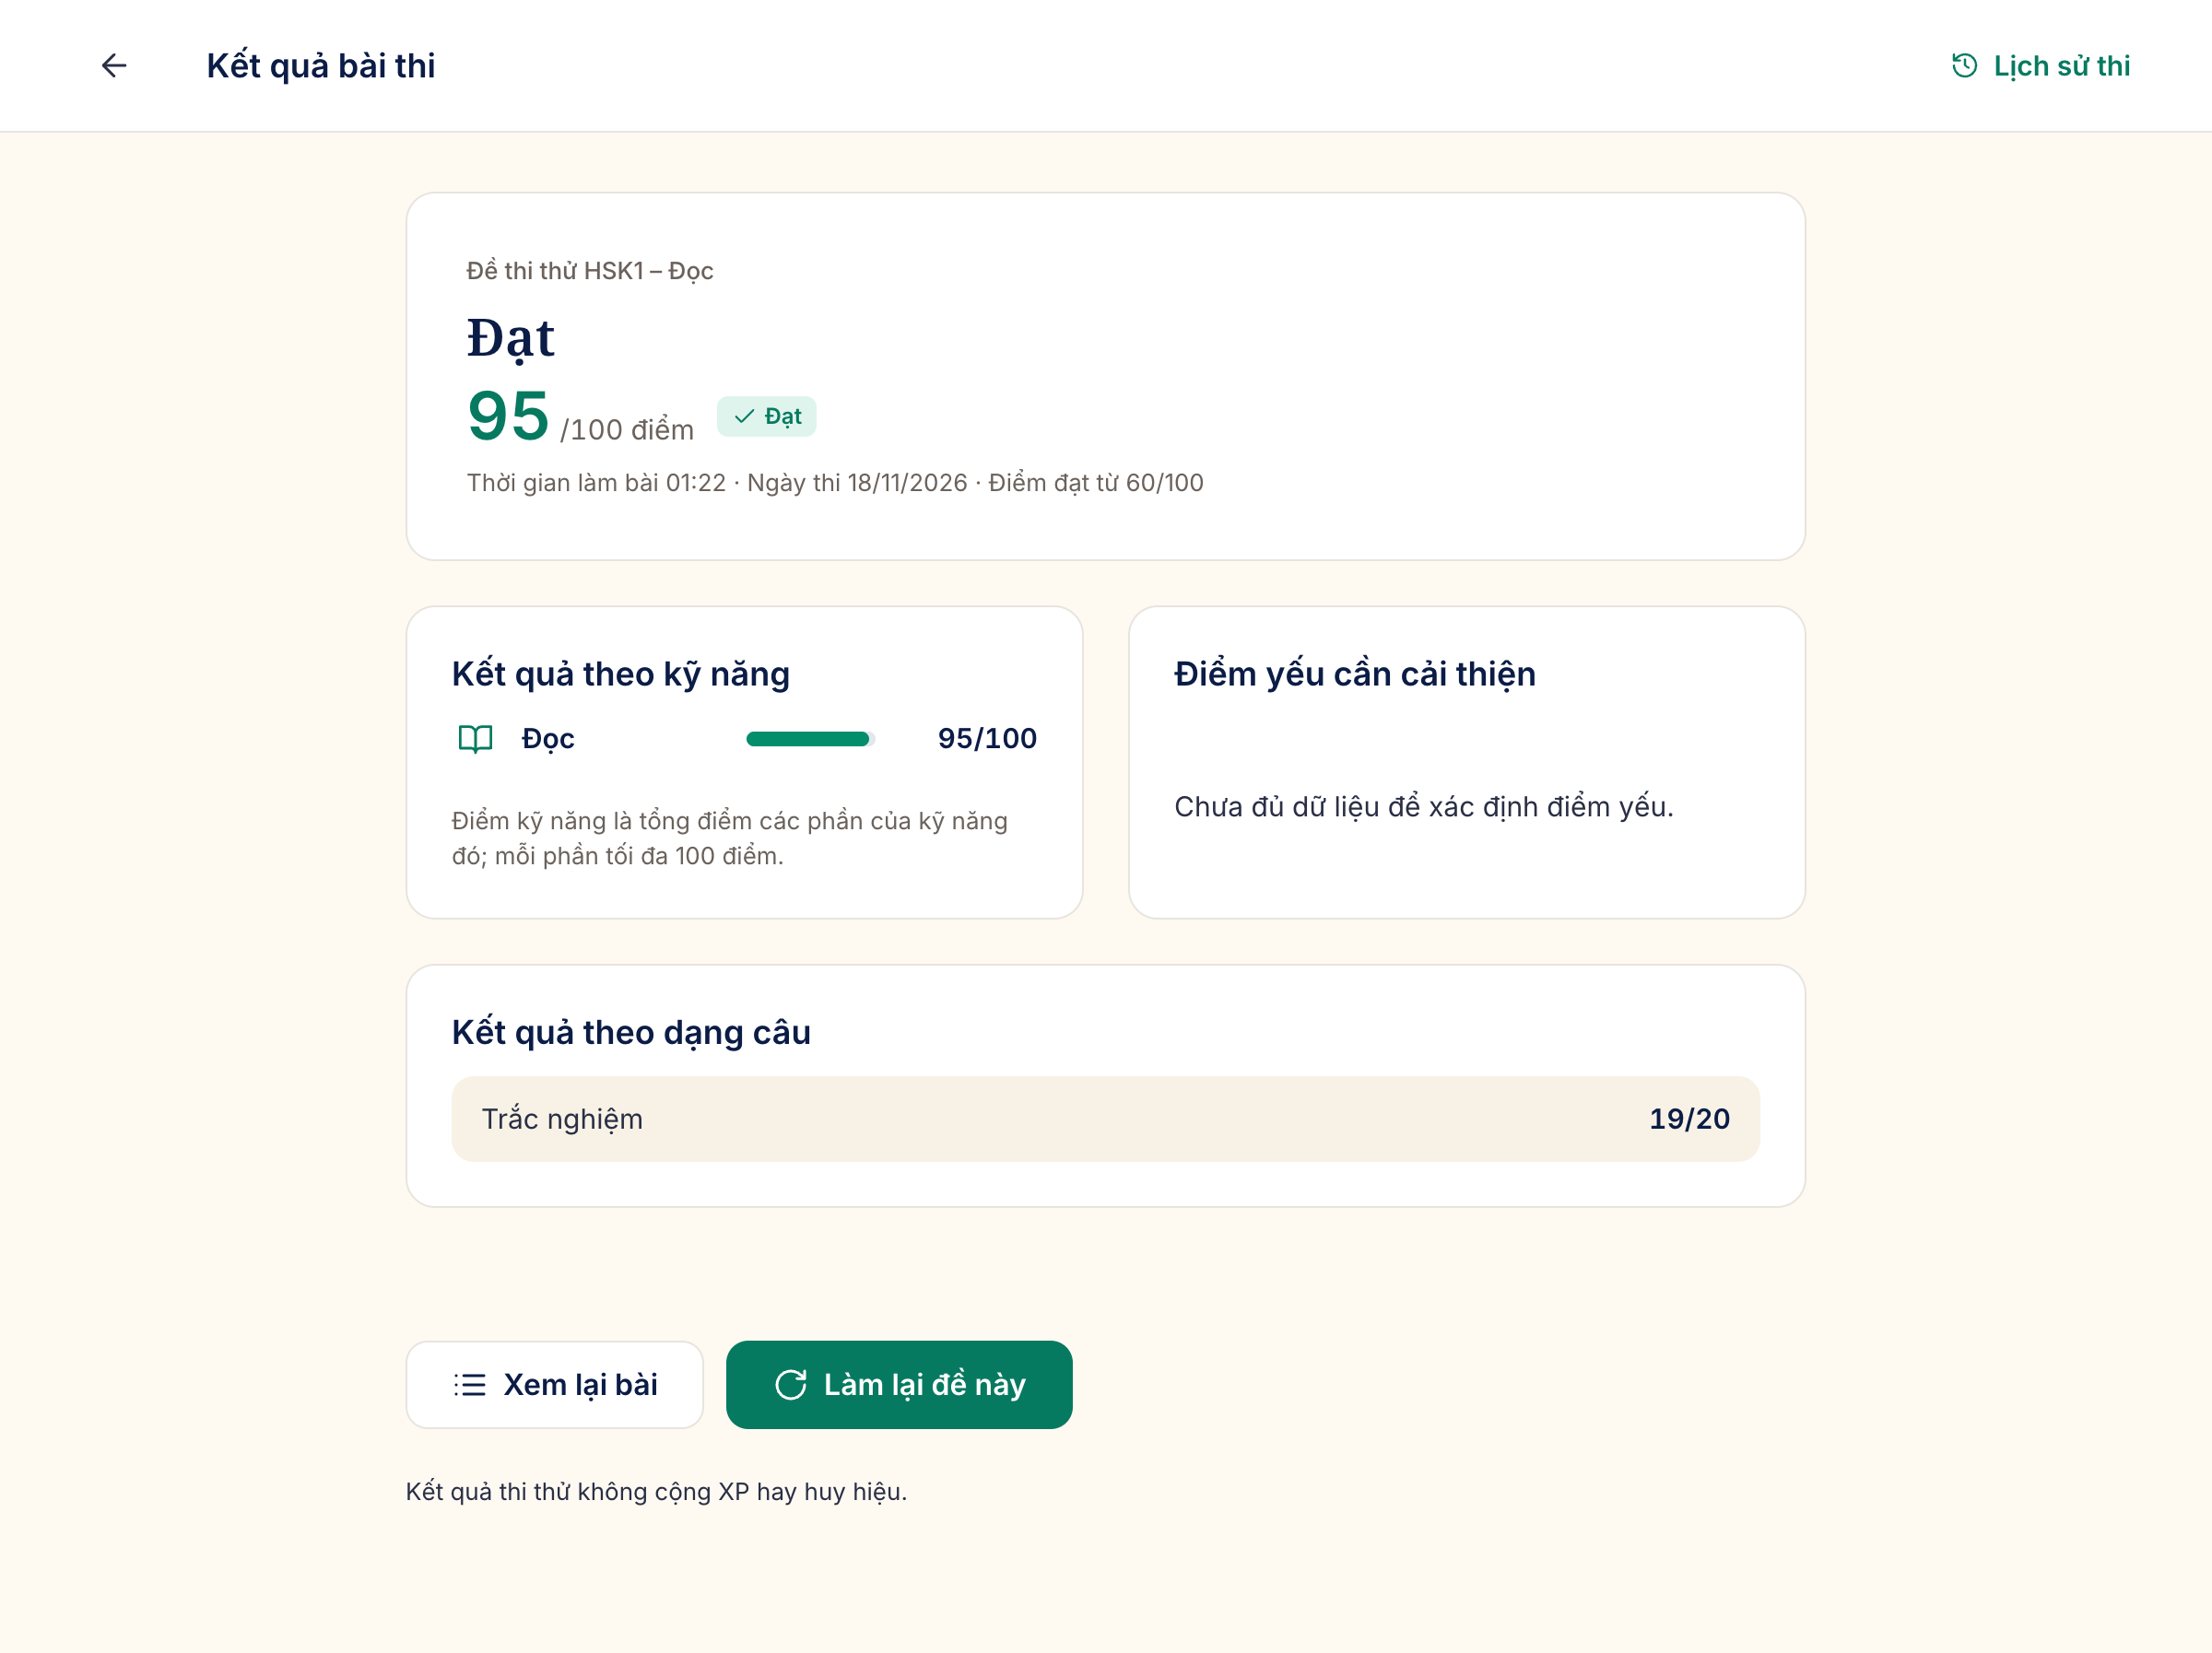 Kết quả bài thi
Lịch sử thi
Đề thi thử HSK1 – Đọc
Đạt
95 /100 điểm
Đạt
Thời gian làm bài 01:22 · Ngày thi 18/11/2026 · Điểm đạt từ 60/100
Kết quả theo kỹ năng
Đọc
95/100
Điểm kỹ năng là tổng điểm các phần của kỹ năng
đó; mỗi phần tối đa 100 điểm.
Điểm yếu cần cải thiện
Chưa đủ dữ liệu để xác định điểm yếu.
Kết quả theo dạng câu
Trắc nghiệm
19/20
Xem lại bài
Làm lại đề này
Kết quả thi thử không cộng XP hay huy hiệu.